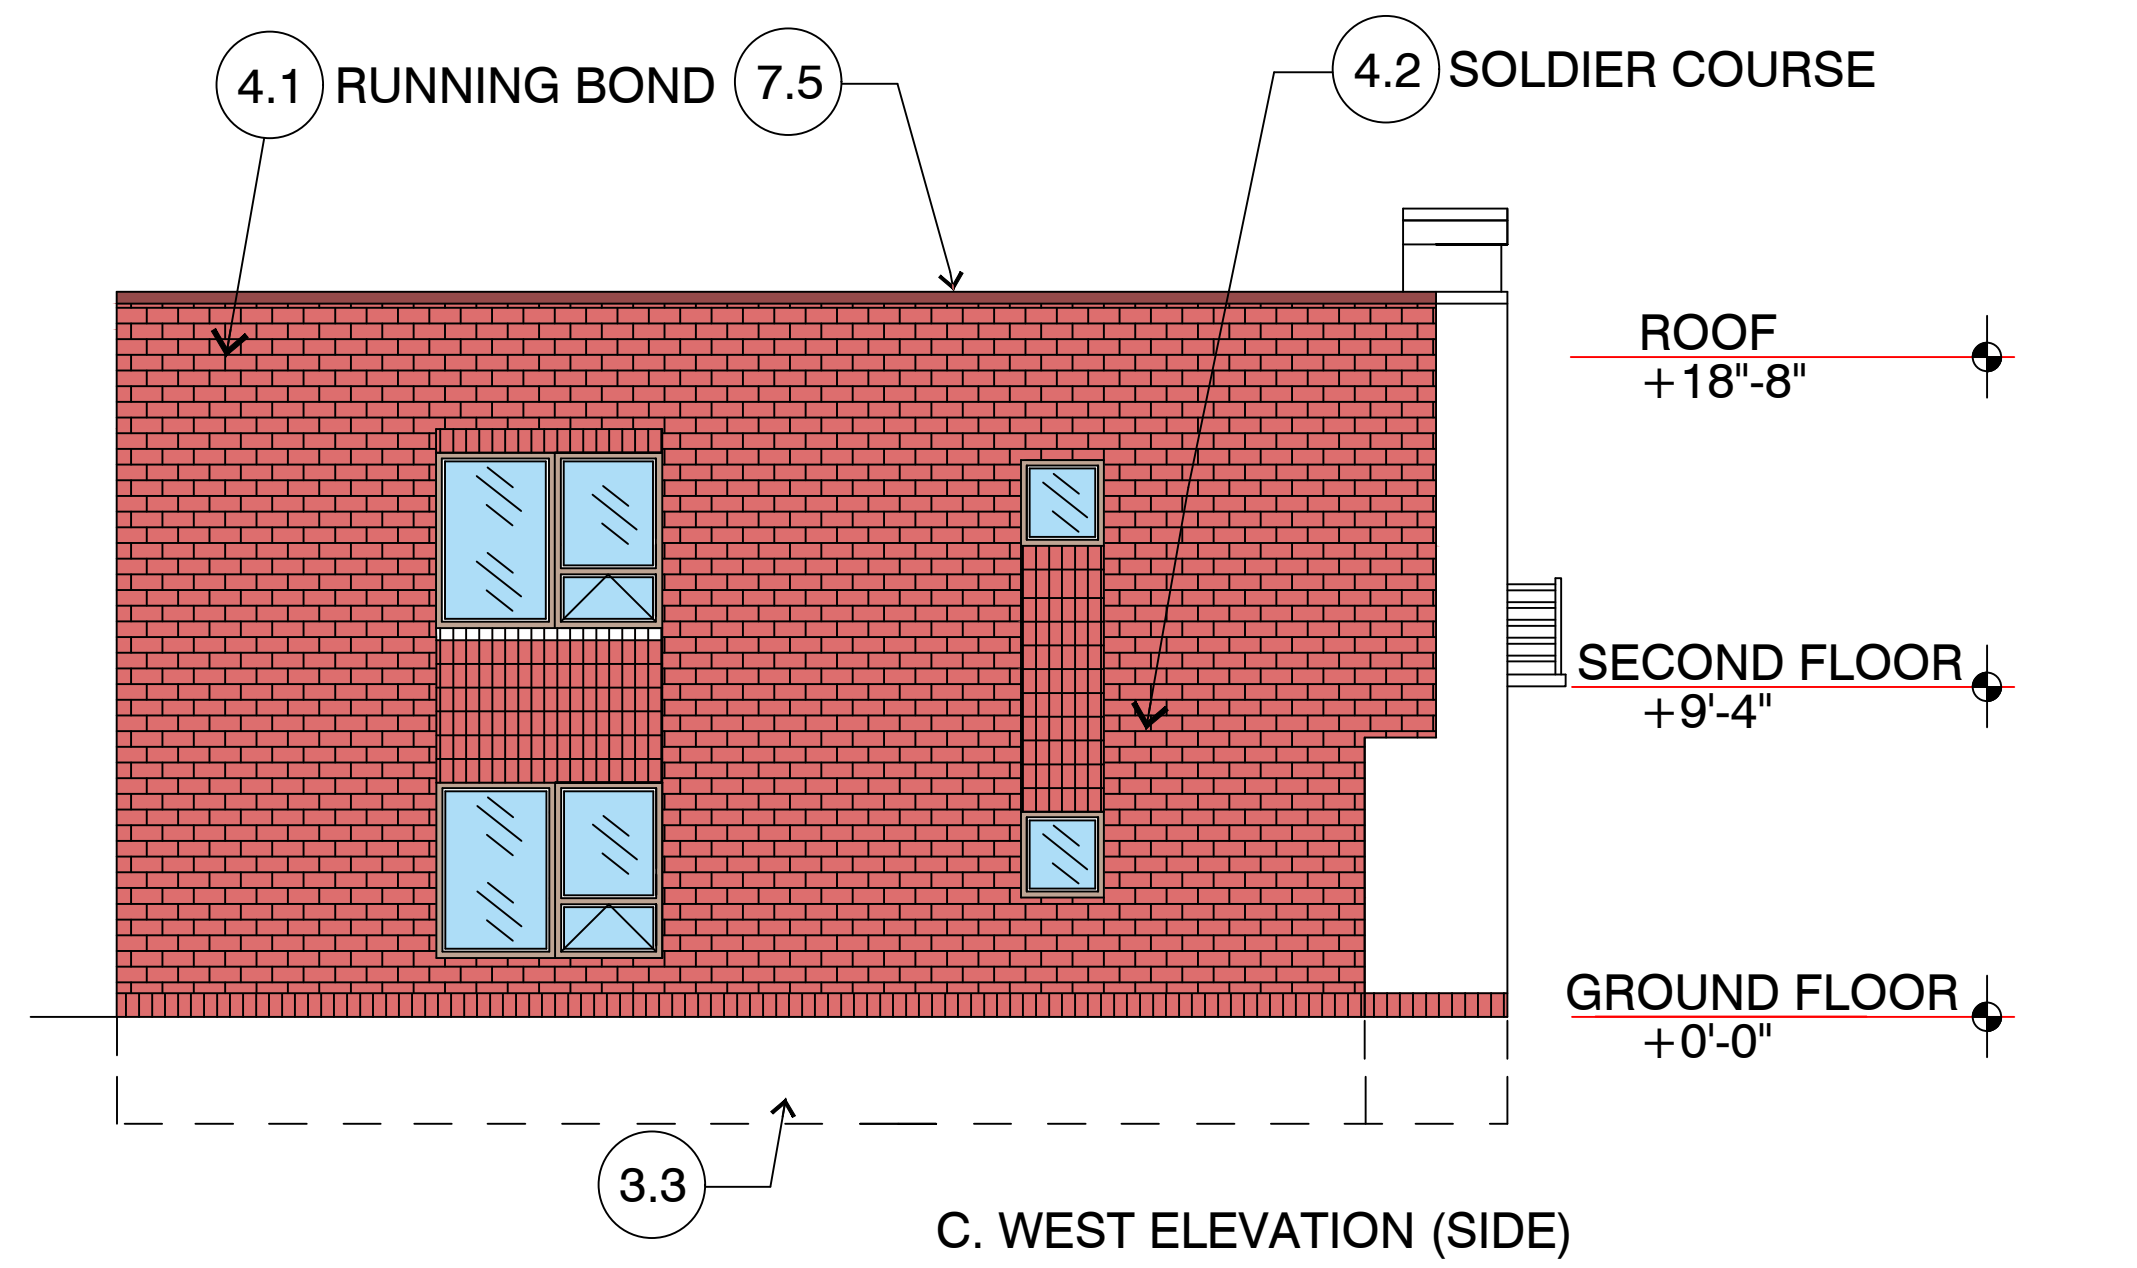 4.1 RUNNING BOND
7.5
4.2 SOLDIER COURSE
ROOF
+18"-8"
SECOND FLOOR
+9'-4"
GROUND FLOOR
+0'-0"
3.3
C. WEST ELEVATION (SIDE)